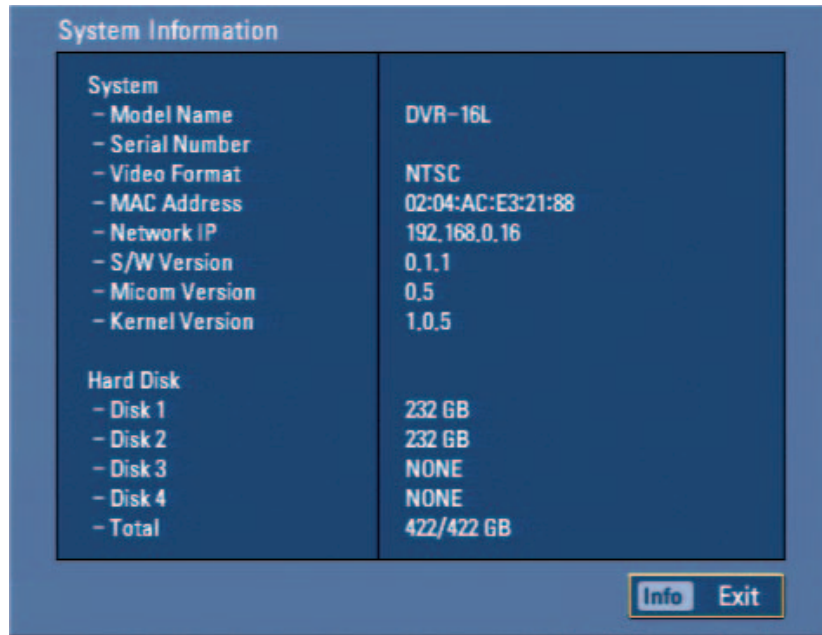 System Information
System
- Model Name DVR-16L
- Serial Number
- Video Format NTSC
- MAC Address 02:04:AC:E3:21:88
- Network IP 192.168.0.16
- S/W Version 0.1.1
- Micom Version 0.5
- Kernel Version 1.0.5
Hard Disk
- Disk 1 232 GB
- Disk 2 232 GB
- Disk 3 NONE
- Disk 4 NONE
- Total 422/422 GB
Info Exit